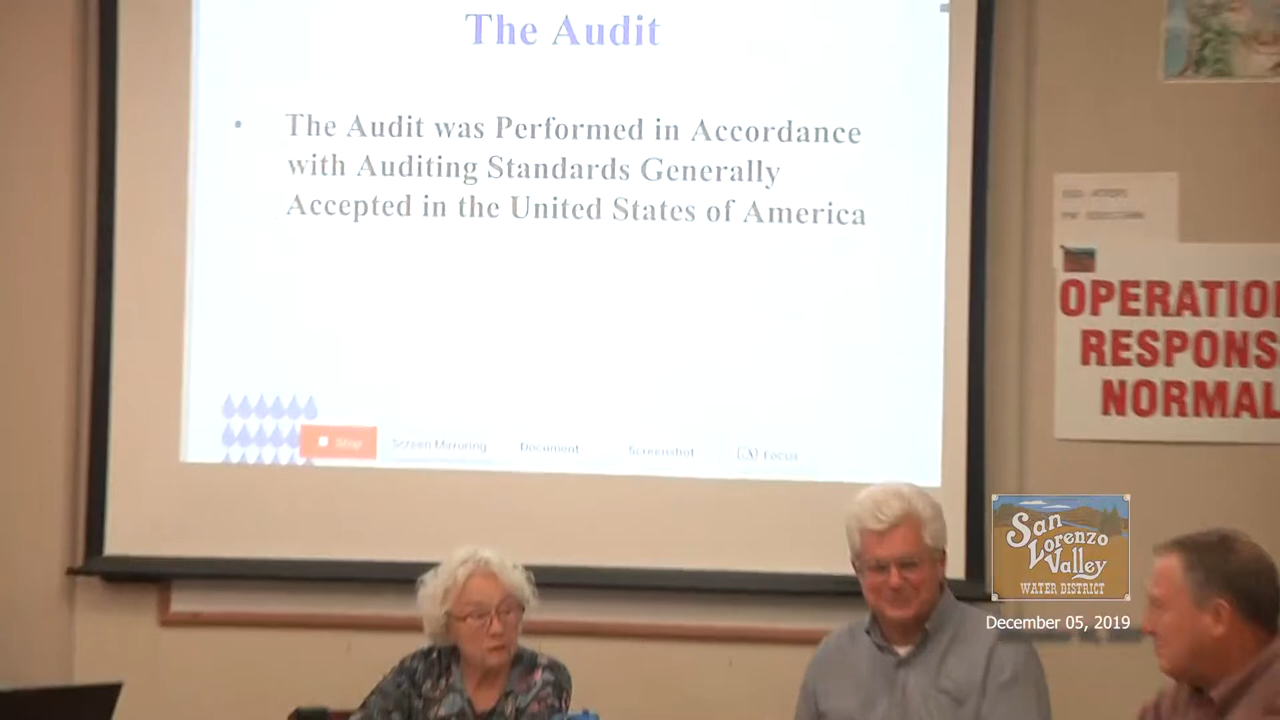 The Audit
• The Audit was Performed in Accordance
with Auditing Standards Generally
Accepted in the United States of America
Stop
Screen Mirroring
Document
Screenshot
Focus
OPERATIO
RESPONS
NORMAL
San
Lorenzo
Valley
WATER DISTRICT
December 05, 2019